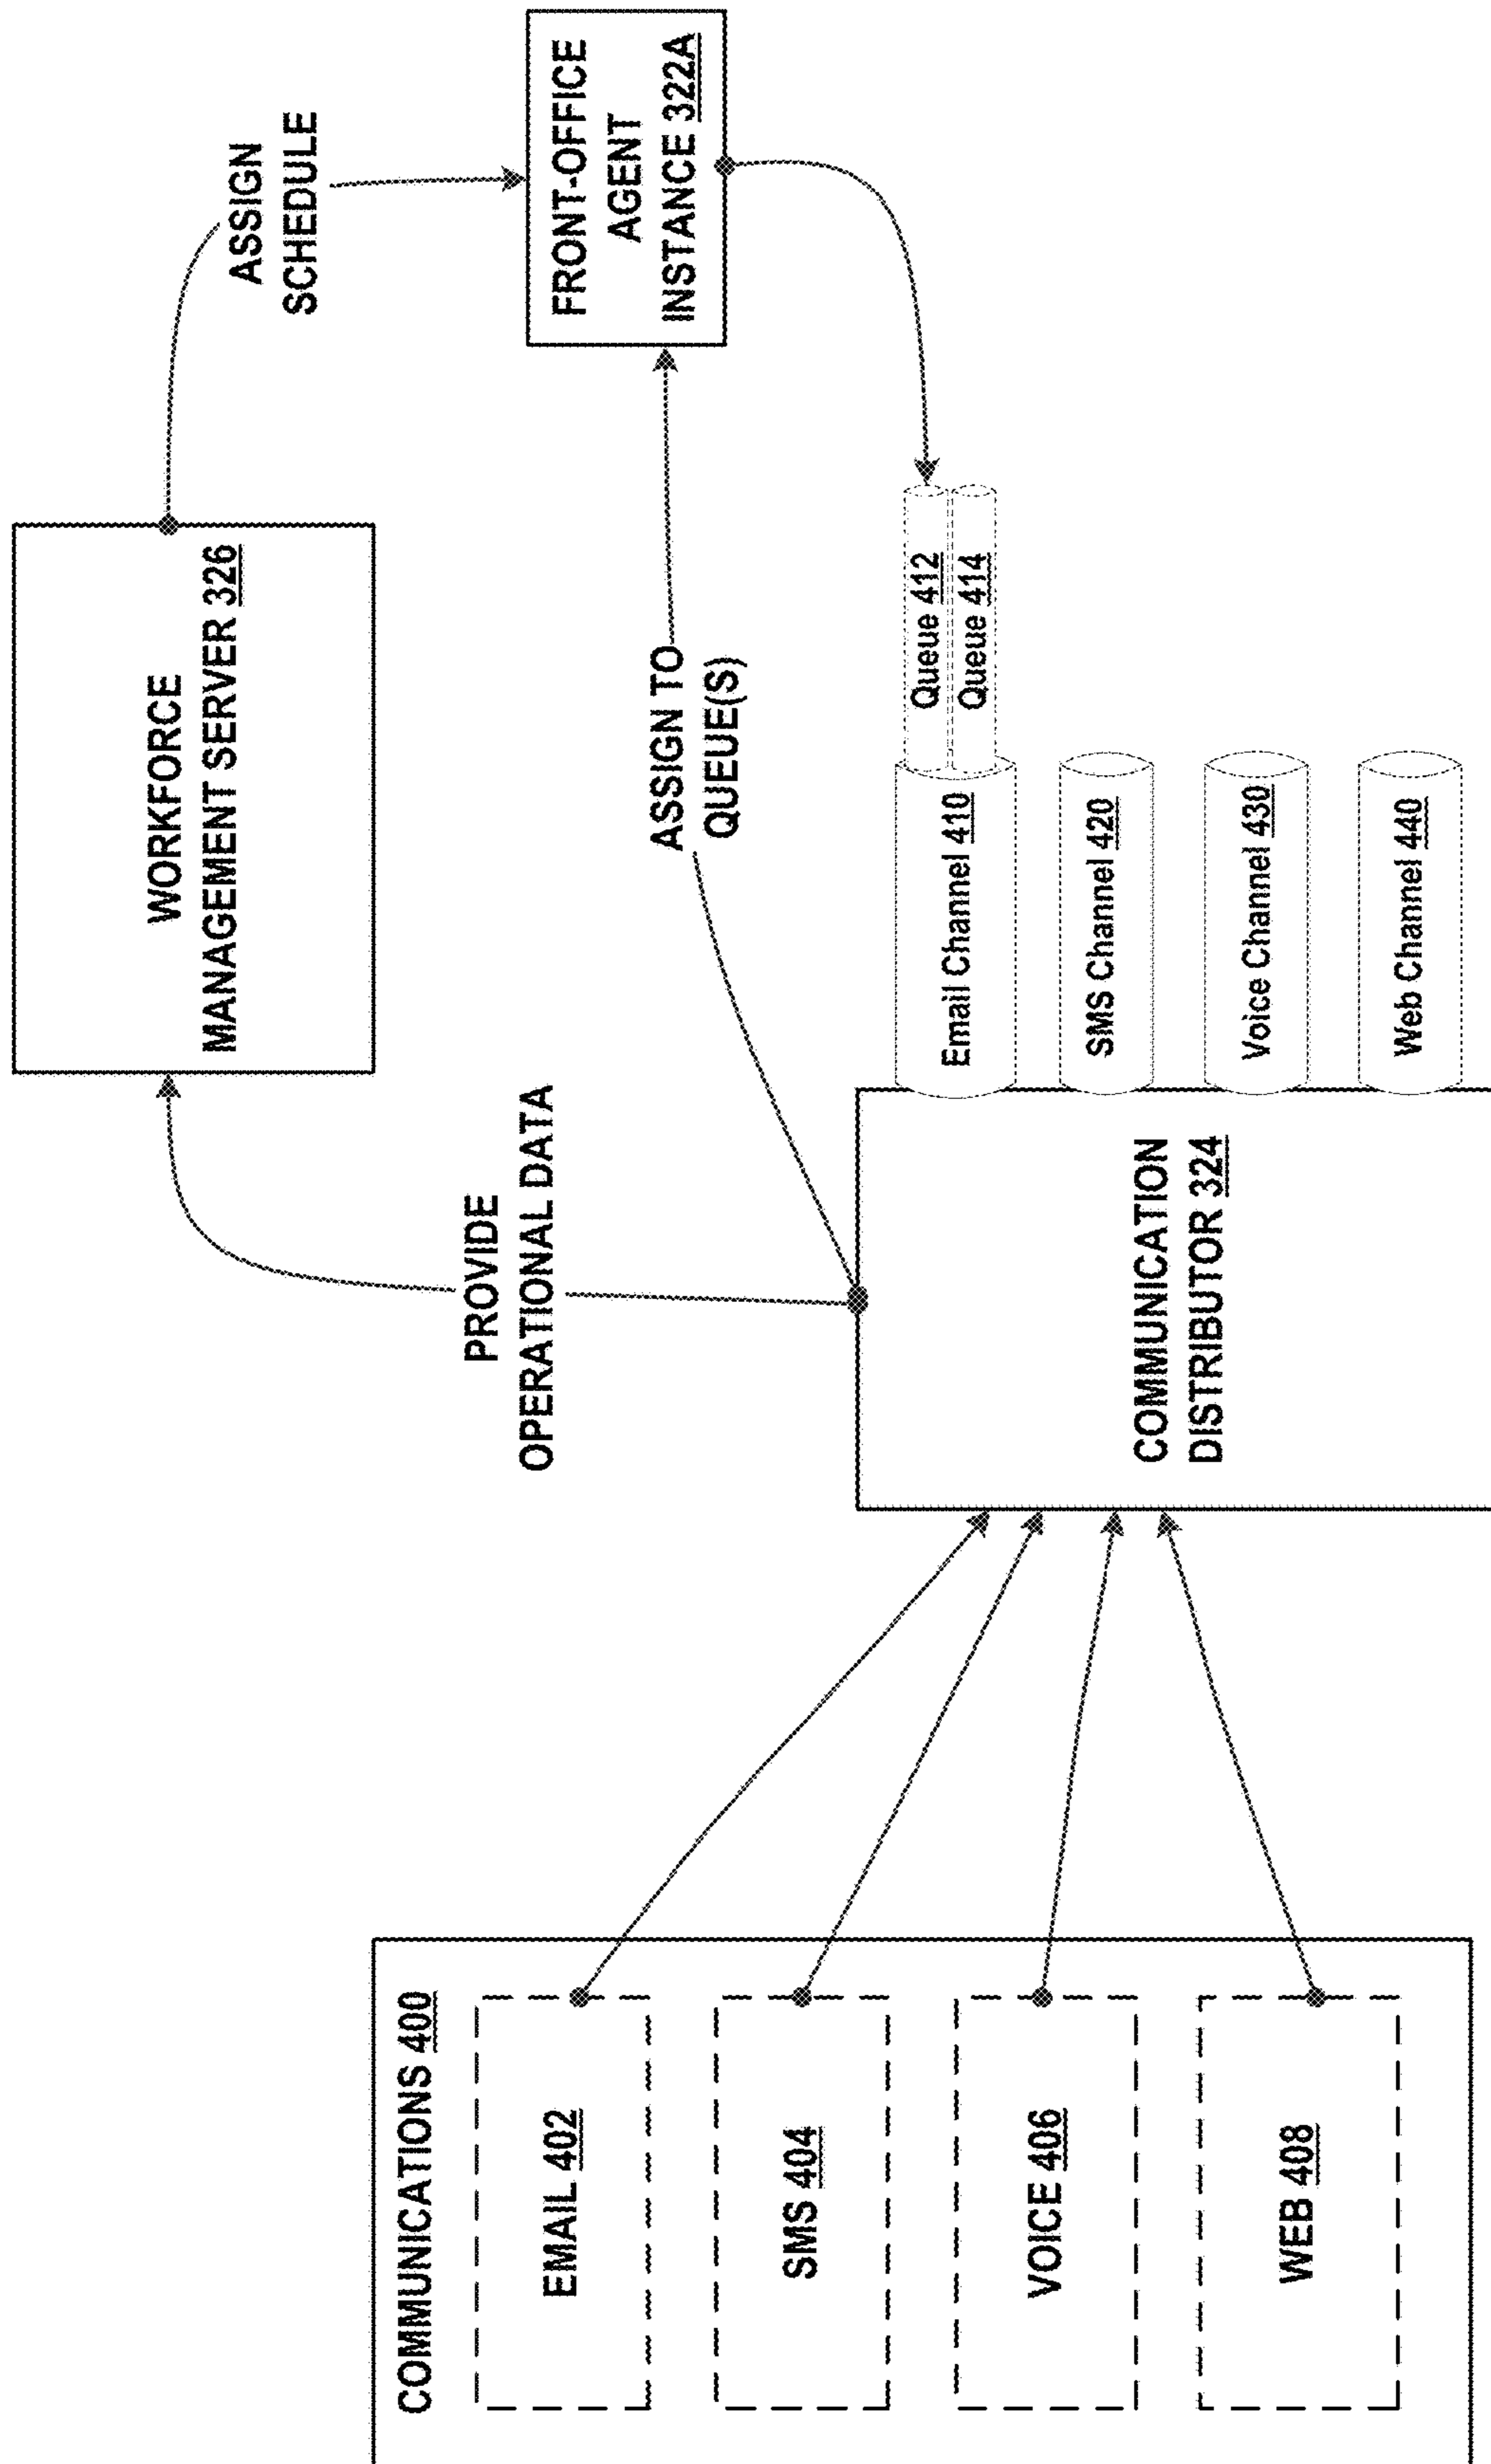 COMMUNICATIONS 400
EMAIL 402
SMS 404
VOICE 406
WEB 408
PROVIDE
OPERATIONAL DATA
WORKFORCE
MANAGEMENT SERVER 326
ASSIGN
SCHEDULE
FRONT-OFFICE
AGENT
INSTANCE 322A
ASSIGN TO
QUEUE(S)
COMMUNICATION
DISTRIBUTOR 324
Email Channel 410
Queue 412
Queue 414
SMS Channel 420
Voice Channel 430
Web Channel 440